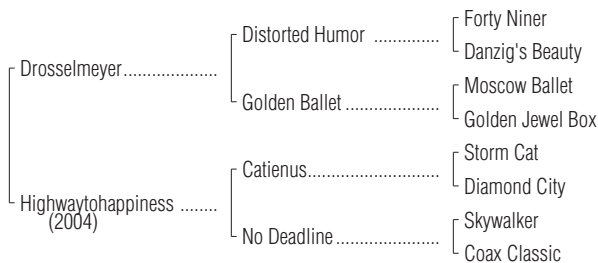 Forty Niner
Distorted Humor ..............
Danzig's Beauty
Drosselmeyer....................
Moscow Ballet
Golden Ballet ....................
Golden Jewel Box
Storm Cat
Catienus............................
Diamond City
Highwaytohappiness ........
(2004)
Skywalker
No Deadline......................
Coax Classic